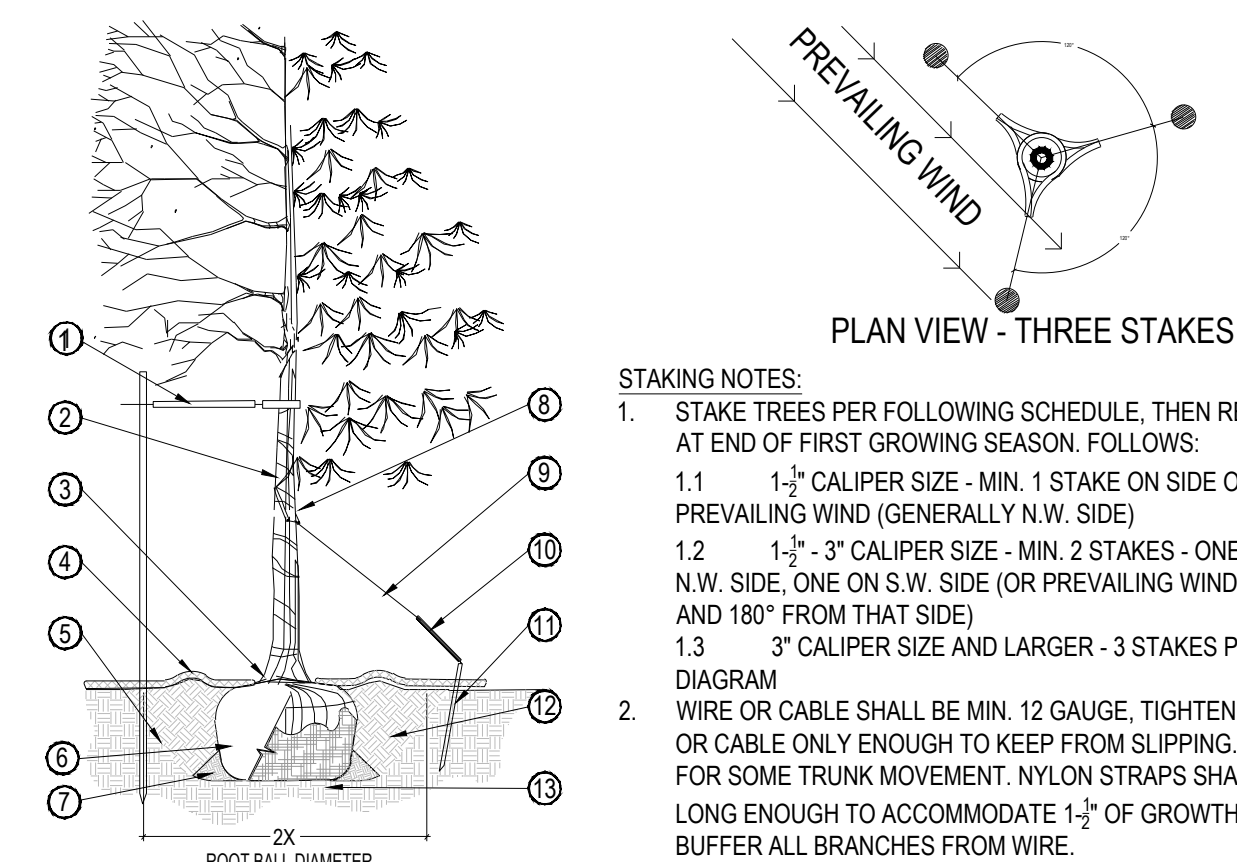 PREVAILING WIND
120°
120°
PLAN VIEW - THREE STAKES
1
2
3
4
5
6
7
8
9
10
11
12
13
2X
ROOT BALL DIAMETER
STAKING NOTES:
1. STAKE TREES PER FOLLOWING SCHEDULE, THEN
AT END OF FIRST GROWING SEASON. FOLLOWS:
1.1 1-1/2" CALIPER SIZE - MIN. 1 STAKE ON SIDE
PREVAILING WIND (GENERALLY N.W. SIDE)
1.2 1-1/2" - 3" CALIPER SIZE - MIN. 2 STAKES - ONE
N.W. SIDE, ONE ON S.W. SIDE (OR PREVAILING WIND
AND 180° FROM THAT SIDE)
1.3 3" CALIPER SIZE AND LARGER - 3 STAKES
DIAGRAM
2. WIRE OR CABLE SHALL BE MIN. 12 GAUGE, TIGHTEN
OR CABLE ONLY ENOUGH TO KEEP FROM SLIPPING.
FOR SOME TRUNK MOVEMENT. NYLON STRAPS
LONG ENOUGH TO ACCOMMODATE 1-1/2" OF GROWTH
BUFFER ALL BRANCHES FROM WIRE.